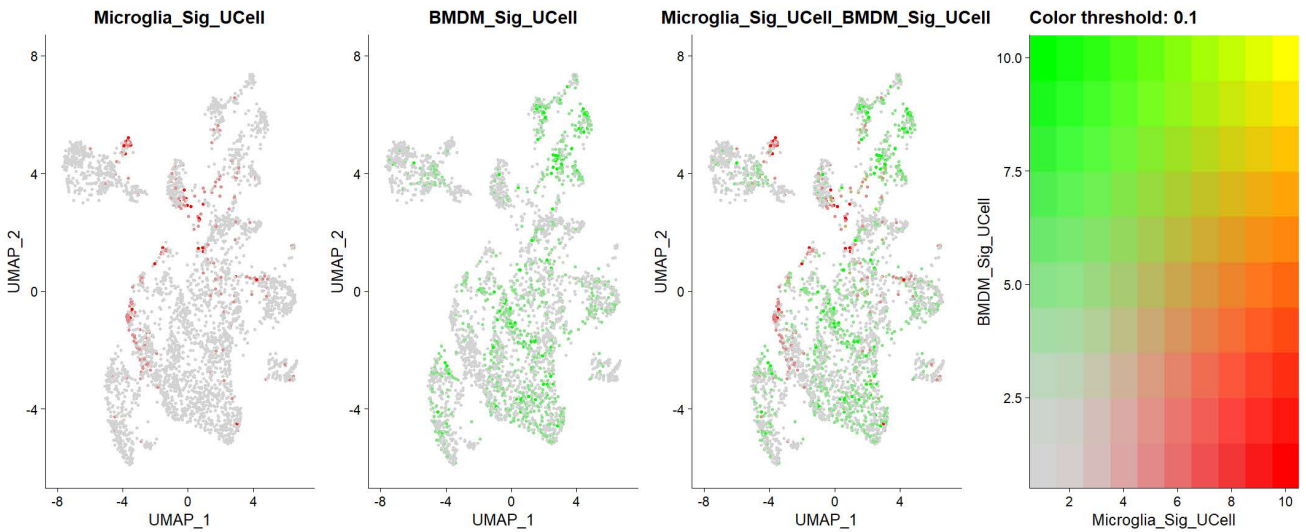 Microglia_Sig_UCell
BMDM_Sig_UCell
Microglia_Sig_UCell_BMDM_Sig_UCell
Color threshold: 0.1
8
4
0
-4
UMAP_2
-8
-4
0
4
UMAP_1
8
4
0
-4
UMAP_2
-8
-4
0
4
UMAP_1
8
4
0
-4
UMAP_2
-8
-4
0
4
UMAP_1
10.0
7.5
5.0
2.5
BMDM_Sig_UCell
2
4
6
8
10
Microglia_Sig_UCell